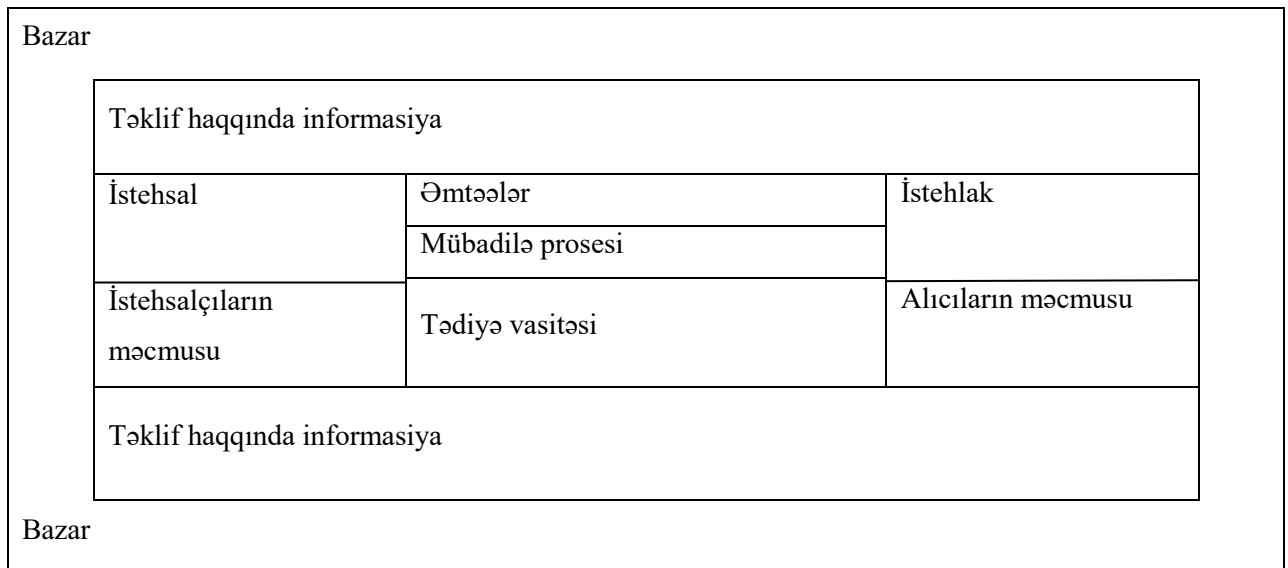 Bazar
Təklif haqqında informasiya
İstehsal
Əmtəələr
İstehlak
Mübadilə prosesi
İstehsalçıların
məcmusu
Tədiyə vasitəsi
Alıcıların məcmusu
Təklif haqqında informasiya
Bazar